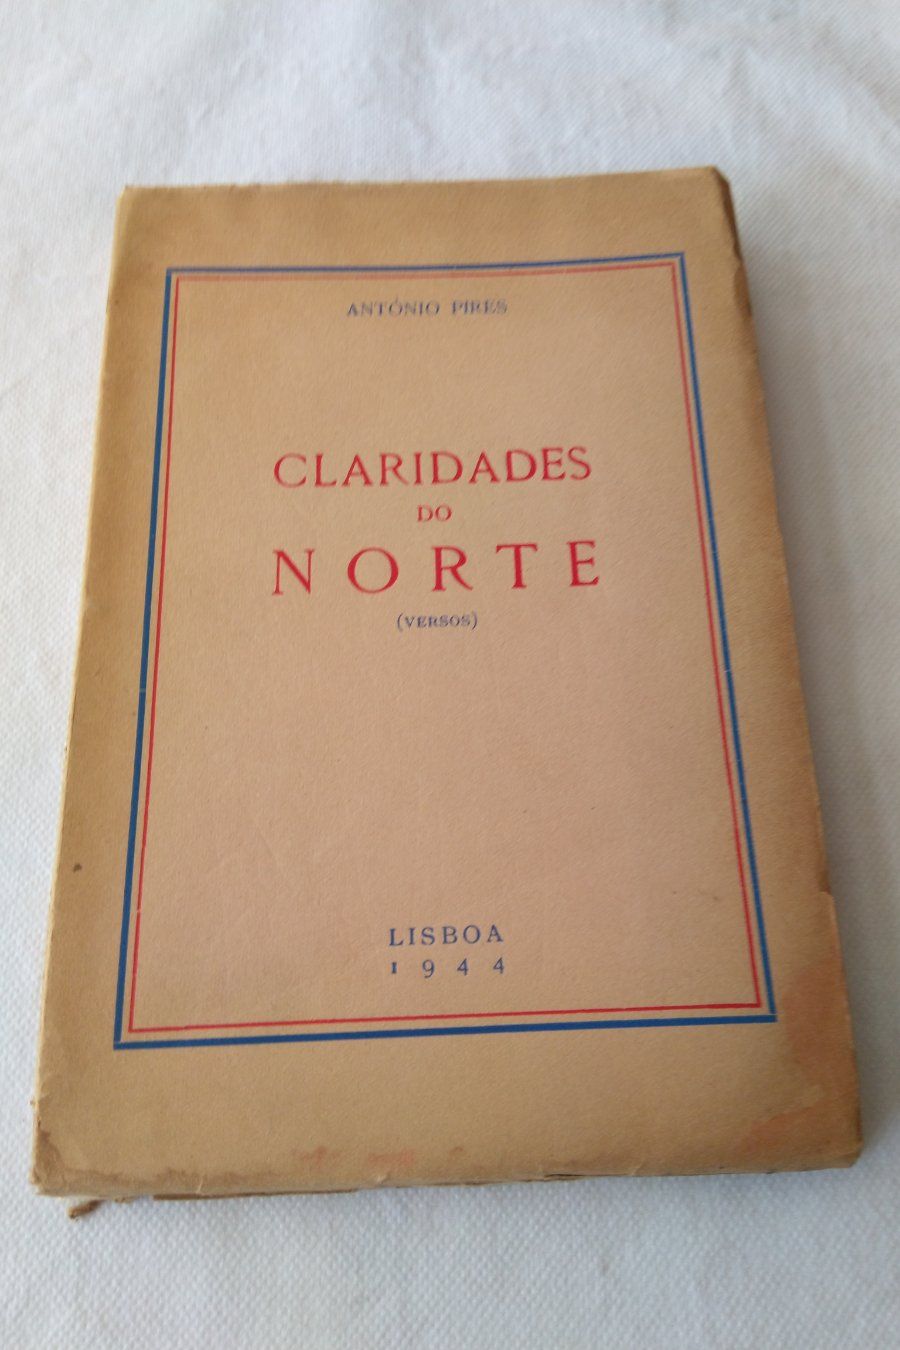 ANTÓNIO PIRES
CLARIDADES
DO
NORTE
(VERSOS)
LISBOA
1944